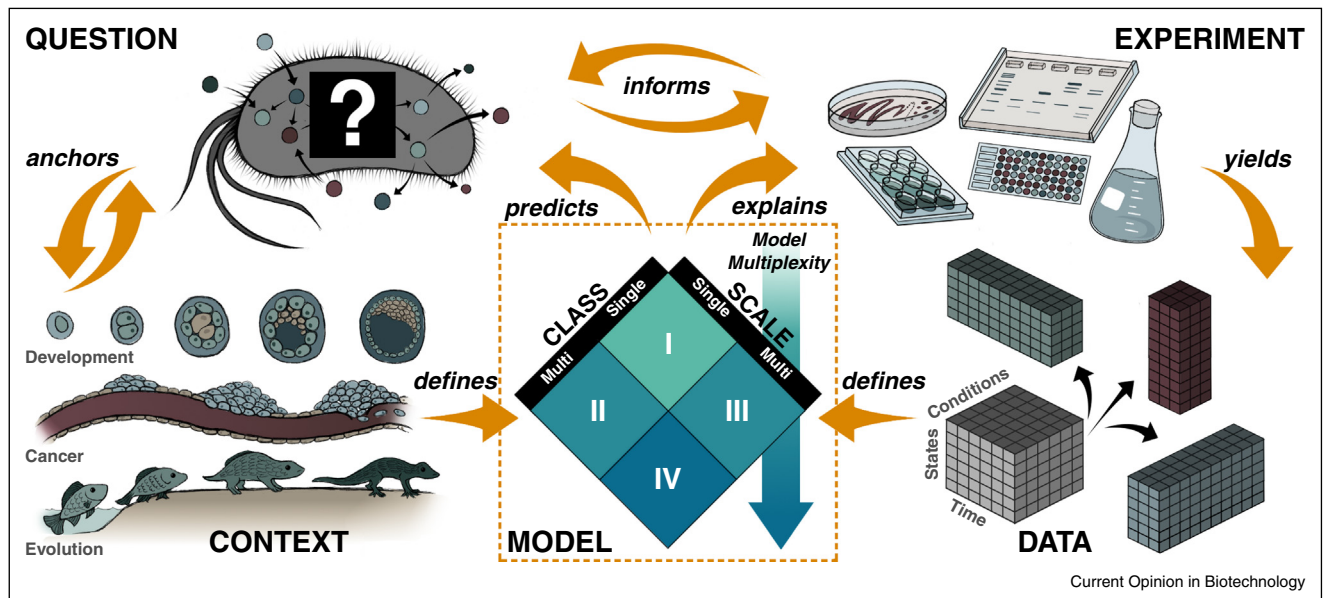 QUESTION
EXPERIMENT
?
informs
anchors
yields
predicts
explains
Model
Multiplexity
CLASS
Single
Multi
SCALE
Single
Multi
I
II
III
IV
Development
Cancer
Evolution
defines
defines
States
Conditions
Time
CONTEXT
MODEL
DATA
Current Opinion in Biotechnology